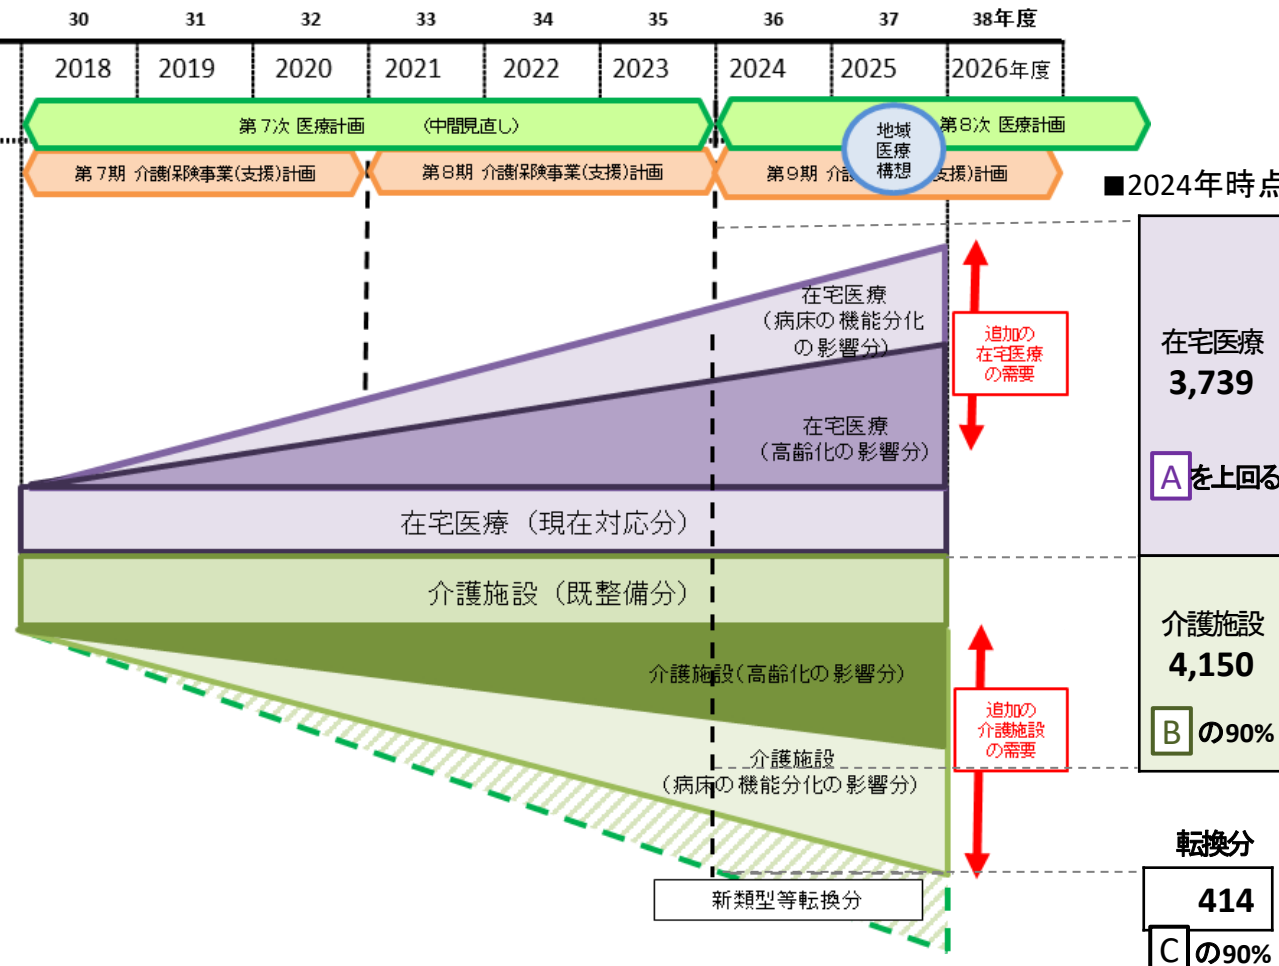 30 31 32 33 34 35 36 37 38年度
2018 2019 2020 2021 2022 2023 2024 2025 2026年度
第7次 医療計画 (中間見直し)
第8次 医療計画
地域
医療
構想
第7期 介護保険事業(支援)計画
第8期 介護保険事業(支援)計画
第9期 介護 支援)計画
■2024年時点
在宅医療
(病床の機能分化
の影響分)
追加の
在宅医療
の需要
在宅医療
3,739
Aを上回る
在宅医療
(高齢化の影響分)
在宅医療（現在対応分）
介護施設（既整備分）
介護施設
4,150
Bの90%
介護施設(高齢化の影響分)
追加の
介護施設
の需要
介護施設
(病床の機能分化の影響分)
転換分
414
Cの90%
新類型等転換分